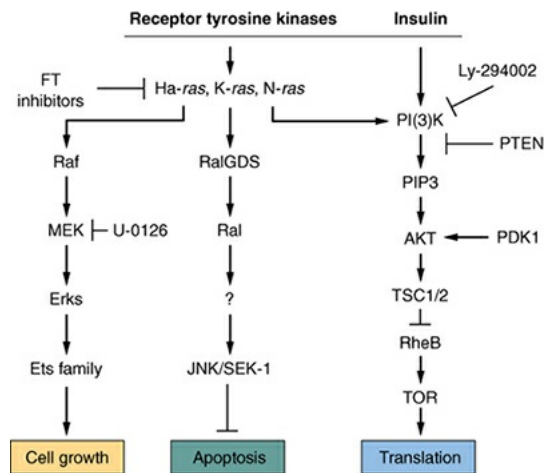 Receptor tyrosine kinases
Insulin
FT
inhibitors
Ha-ras, K-ras, N-ras
Ly-294002
PI(3)K
PTEN
Raf
RalGDS
PIP3
MEK
U-0126
Ral
AKT
PDK1
Erks
?
TSC1/2
RheB
Ets family
JNK/SEK-1
TOR
Cell growth
Apoptosis
Translation